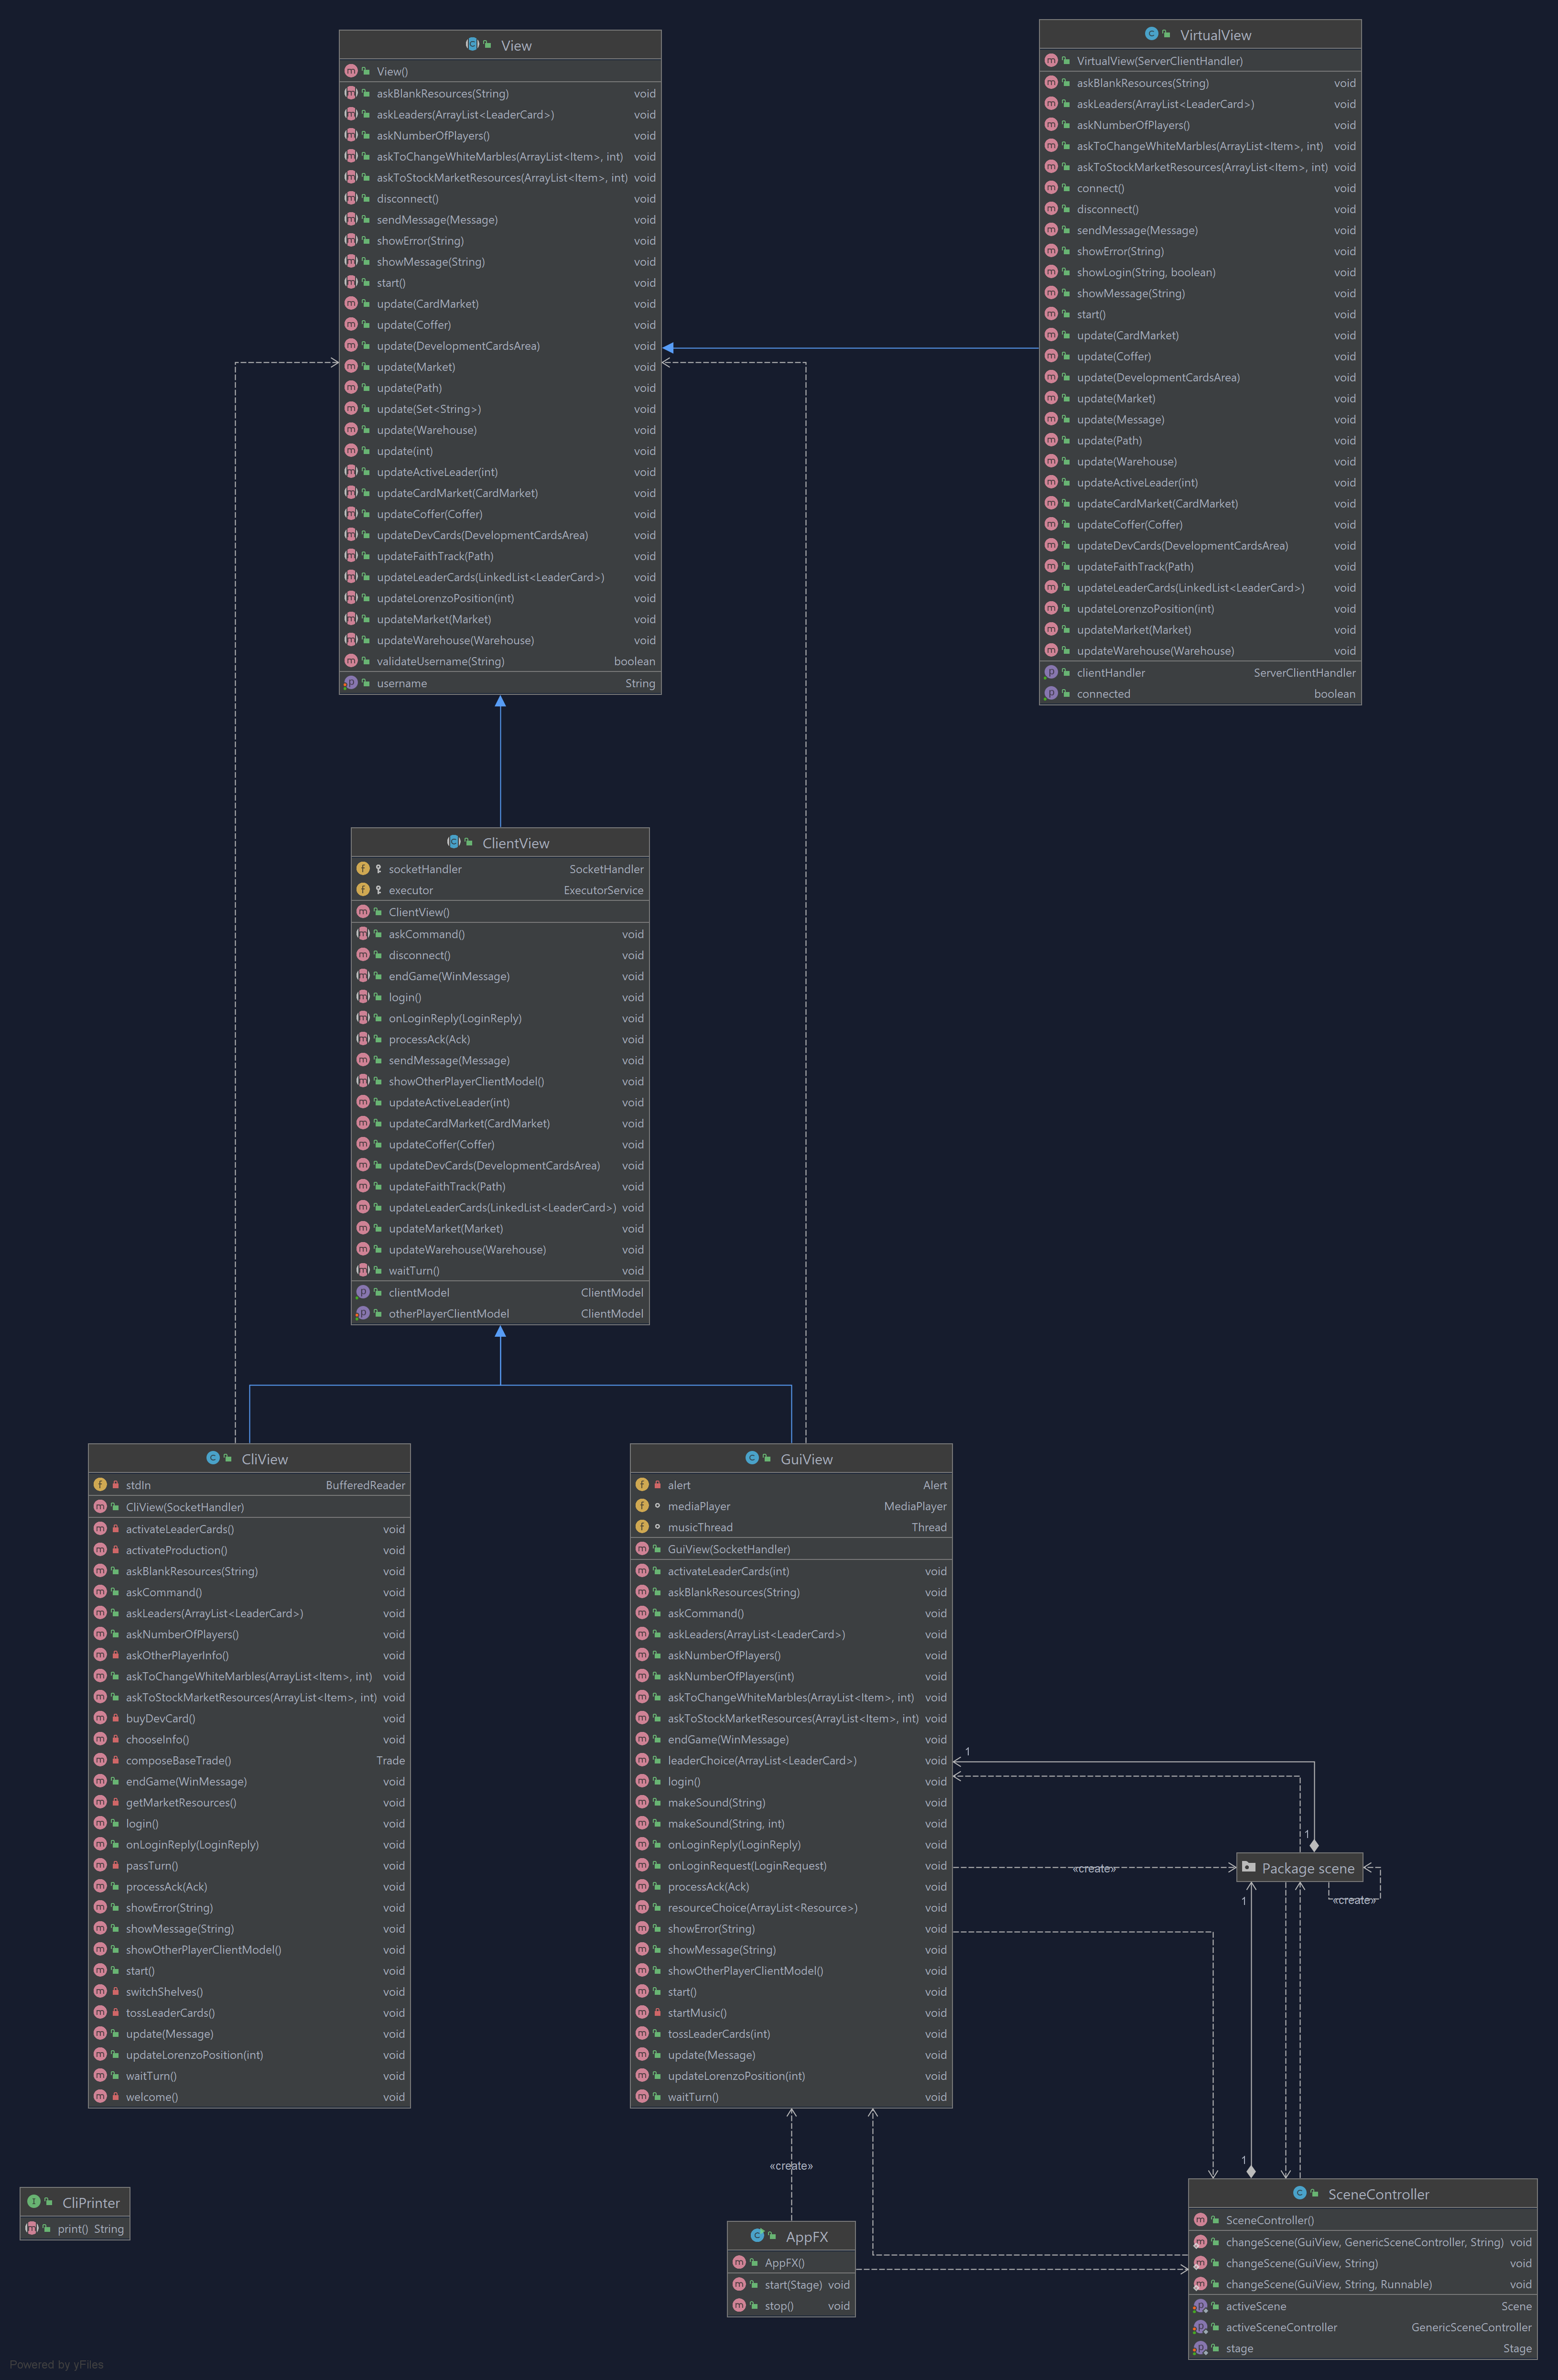 View
View()
askBlankResources(String) void
askLeaders(ArrayList<LeaderCard>) void
askNumberOfPlayers() void
askToChangeWhiteMarbles(ArrayList<Item>, int) void
askToStockMarketResources(ArrayList<Item>, int) void
disconnect() void
sendMessage(Message) void
showError(String) void
showMessage(String) void
start() void
update(CardMarket) void
update(Coffer) void
update(DevelopmentCardsArea) void
update(Market) void
update(Path) void
update(Set<String>) void
update(Warehouse) void
update(int) void
updateActiveLeader(int) void
updateCardMarket(CardMarket) void
updateCoffer(Coffer) void
updateDevCards(DevelopmentCardsArea) void
updateFaithTrack(Path) void
updateLeaderCards(LinkedList<LeaderCard>) void
updateLorenzoPosition(int) void
updateMarket(Market) void
updateWarehouse(Warehouse) void
validateUsername(String) boolean
username String
VirtualView
VirtualView(ServerClientHandler)
askBlankResources(String) void
askLeaders(ArrayList<LeaderCard>) void
askNumberOfPlayers() void
askToChangeWhiteMarbles(ArrayList<Item>, int) void
askToStockMarketResources(ArrayList<Item>, int) void
connect() void
disconnect() void
sendMessage(Message) void
showError(String) void
showLogin(String, boolean) void
showMessage(String) void
start() void
update(CardMarket) void
update(Coffer) void
update(DevelopmentCardsArea) void
update(Market) void
update(Message) void
update(Path) void
update(Warehouse) void
updateActiveLeader(int) void
updateCardMarket(CardMarket) void
updateCoffer(Coffer) void
updateDevCards(DevelopmentCardsArea) void
updateFaithTrack(Path) void
updateLeaderCards(LinkedList<LeaderCard>) void
updateLorenzoPosition(int) void
updateMarket(Market) void
updateWarehouse(Warehouse) void
clientHandler ServerClientHandler
connected boolean
ClientView
socketHandler SocketHandler
executor ExecutorService
ClientView()
askCommand() void
disconnect() void
endGame(WinMessage) void
login() void
onLoginReply(LoginReply) void
processAck(Ack) void
sendMessage(Message) void
showOtherPlayerClientModel() void
updateActiveLeader(int) void
updateCardMarket(CardMarket) void
updateCoffer(Coffer) void
updateDevCards(DevelopmentCardsArea) void
updateFaithTrack(Path) void
updateLeaderCards(LinkedList<LeaderCard>) void
updateMarket(Market) void
updateWarehouse(Warehouse) void
waitTurn() void
clientModel ClientModel
otherPlayerClientModel ClientModel
CliView
stdIn BufferedReader
CliView(SocketHandler)
activateLeaderCards() void
activateProduction() void
askBlankResources(String) void
askCommand() void
askLeaders(ArrayList<LeaderCard>) void
askNumberOfPlayers() void
askOtherPlayerInfo() void
askToChangeWhiteMarbles(ArrayList<Item>, int) void
askToStockMarketResources(ArrayList<Item>, int) void
buyDevCard() void
chooseInfo() void
composeBaseTrade() Trade
endGame(WinMessage) void
getMarketResources() void
login() void
onLoginReply(LoginReply) void
passTurn() void
processAck(Ack) void
showError(String) void
showMessage(String) void
showOtherPlayerClientModel() void
start() void
switchShelves() void
tossLeaderCards() void
update(Message) void
updateLorenzoPosition(int) void
waitTurn() void
welcome() void
GuiView
alert Alert
mediaPlayer MediaPlayer
musicThread Thread
GuiView(SocketHandler)
activateLeaderCards(int) void
askBlankResources(String) void
askCommand() void
askLeaders(ArrayList<LeaderCard>) void
askNumberOfPlayers() void
askNumberOfPlayers(int) void
askToChangeWhiteMarbles(ArrayList<Item>, int) void
askToStockMarketResources(ArrayList<Item>, int) void
endGame(WinMessage) void
leaderChoice(ArrayList<LeaderCard>) void
login() void
makeSound(String) void
makeSound(String, int) void
onLoginReply(LoginReply) void
onLoginRequest(LoginRequest) void
processAck(Ack) void
resourceChoice(ArrayList<Resource>) void
showError(String) void
showMessage(String) void
showOtherPlayerClientModel() void
start() void
startMusic() void
tossLeaderCards(int) void
update(Message) void
updateLorenzoPosition(int) void
waitTurn() void
1
1
Package scene
«create»
«create»
1
1
«create»
CliPrinter
print() String
AppFX
AppFX()
start(Stage) void
stop() void
SceneController
SceneController()
changeScene(GuiView, GenericSceneController, String) void
changeScene(GuiView, String) void
changeScene(GuiView, String, Runnable) void
activeScene Scene
activeSceneController GenericSceneController
stage Stage
Powered by yFiles